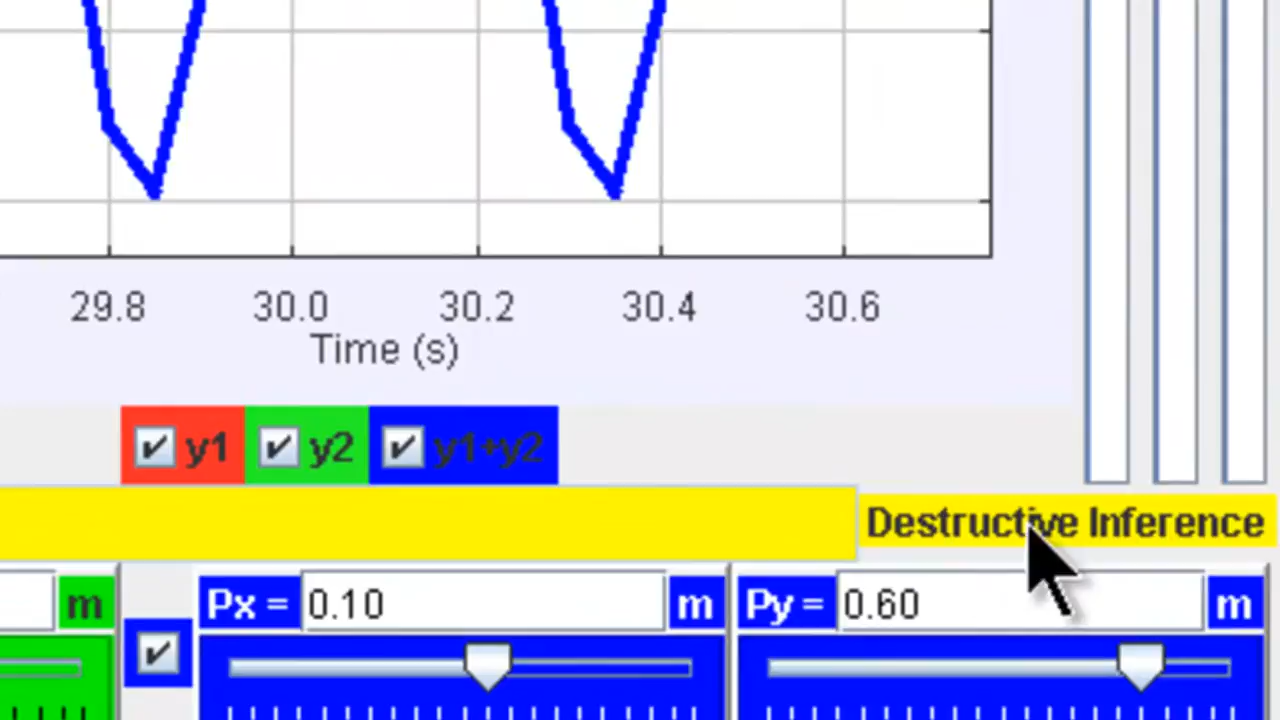 29.8 30.0 30.2 30.4 30.6
Time (s)
y1 y2 y1+y2
Destructive Inference
m Px = 0.10 m Py = 0.60 m